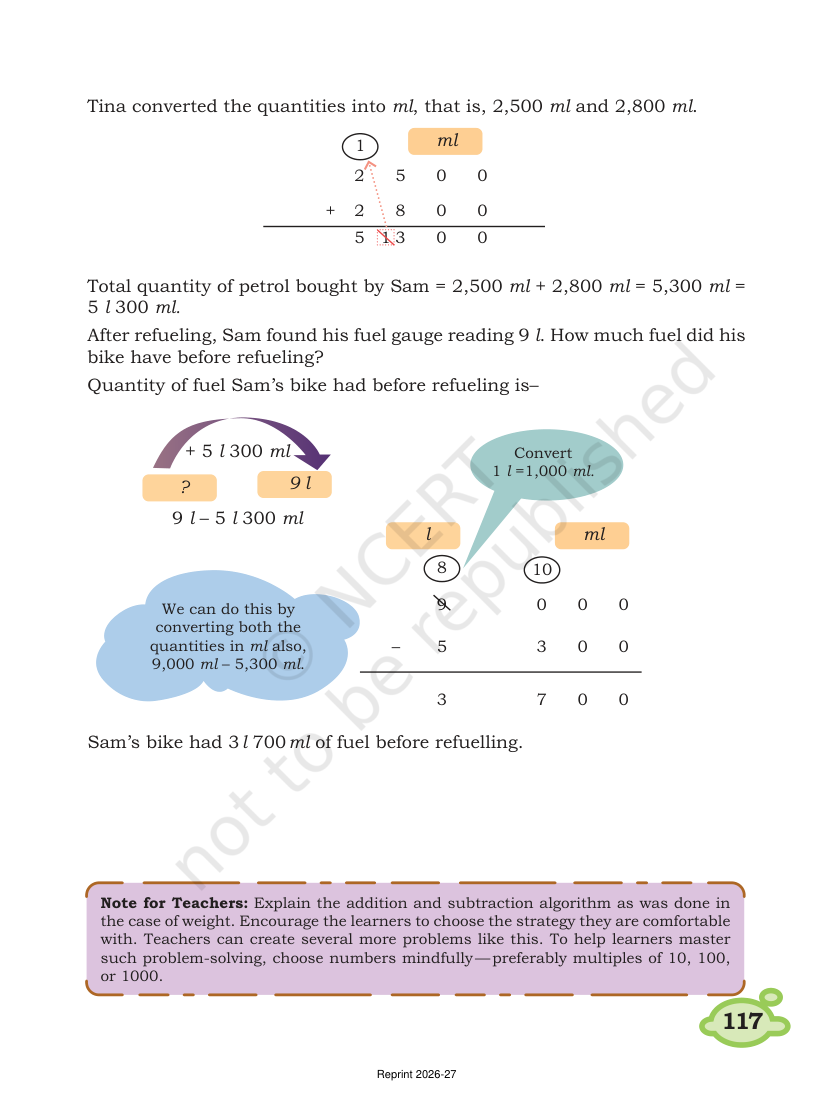 Tina converted the quantities into ml, that is, 2,500 ml and 2,800 ml.
1 ml
2 5 0 0
+ 2 8 0 0
5 13 0 0
Total quantity of petrol bought by Sam = 2,500 ml + 2,800 ml = 5,300 ml =
5 l 300 ml.
After refueling, Sam found his fuel gauge reading 9 l. How much fuel did his
bike have before refueling?
Quantity of fuel Sam's bike had before refueling is–
+ 5 l 300 ml
? 9 l
9 l – 5 l 300 ml
Convert
1 l =1,000 ml.
l ml
8 10
9 0 0 0
– 5 3 0 0
3 7 0 0
We can do this by
converting both the
quantities in ml also,
9,000 ml – 5,300 ml.
Sam's bike had 3 l 700 ml of fuel before refuelling.
© NCERT
not to be republished
Note for Teachers: Explain the addition and subtraction algorithm as was done in
the case of weight. Encourage the learners to choose the strategy they are comfortable
with. Teachers can create several more problems like this. To help learners master
such problem-solving, choose numbers mindfully—preferably multiples of 10, 100,
or 1000.
117
Reprint 2026-27